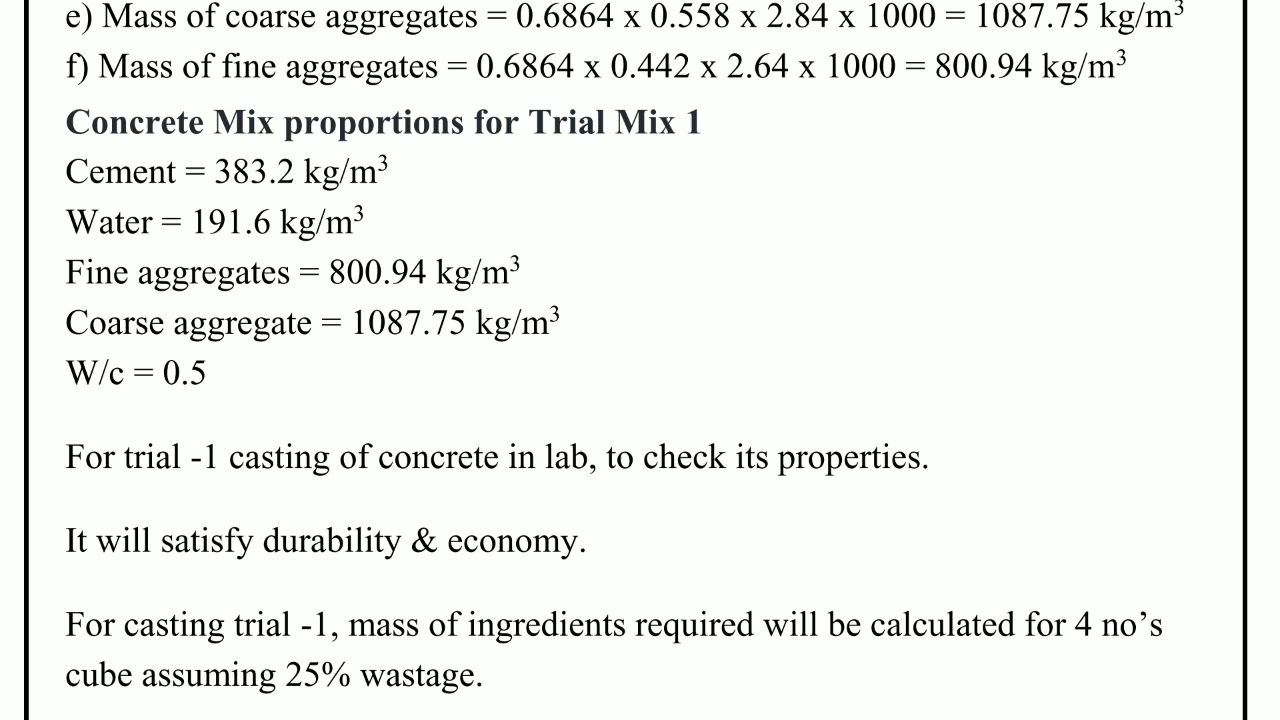 e) Mass of coarse aggregates = 0.6864 x 0.558 x 2.84 x 1000 = 1087.75 kg/m³
f) Mass of fine aggregates = 0.6864 x 0.442 x 2.64 x 1000 = 800.94 kg/m³
Concrete Mix proportions for Trial Mix 1
Cement = 383.2 kg/m³
Water = 191.6 kg/m³
Fine aggregates = 800.94 kg/m³
Coarse aggregate = 1087.75 kg/m³
W/c = 0.5
For trial -1 casting of concrete in lab, to check its properties.
It will satisfy durability & economy.
For casting trial -1, mass of ingredients required will be calculated for 4 no’s
cube assuming 25% wastage.